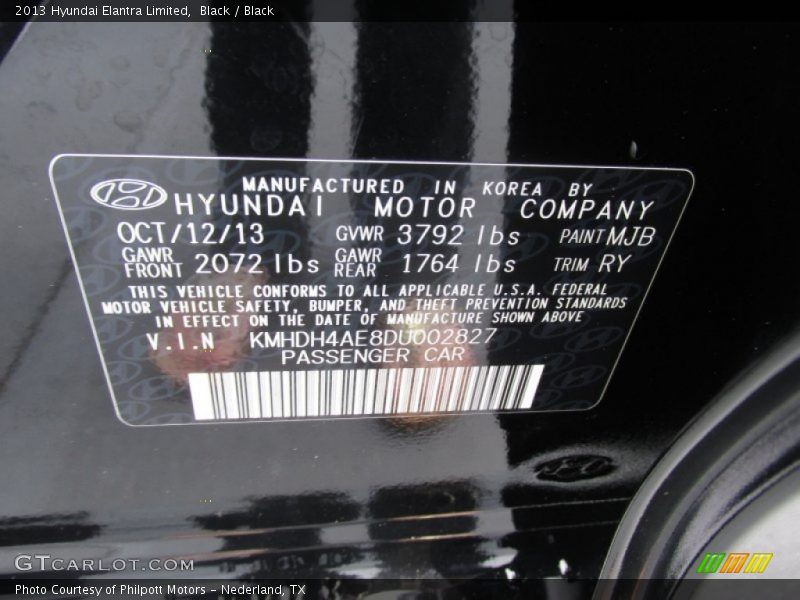 2013 Hyundai Elantra Limited, Black / Black
MANUFACTURED IN KOREA BY
HYUNDAI MOTOR COMPANY
OCT/12/13 GVWR 3792 lbs PAINT MJB
GAWR FRONT 2072 lbs GAWR REAR 1764 lbs TRIM RY
THIS VEHICLE CONFORMS TO ALL APPLICABLE U.S.A. FEDERAL
MOTOR VEHICLE SAFETY, BUMPER, AND THEFT PREVENTION STANDARDS
IN EFFECT ON THE DATE OF MANUFACTURE SHOWN ABOVE
V.I.N KMHDH4AE8DU002827
PASSENGER CAR
GTCARLOT.COM
Photo Courtesy of Philpott Motors - Nederland, TX